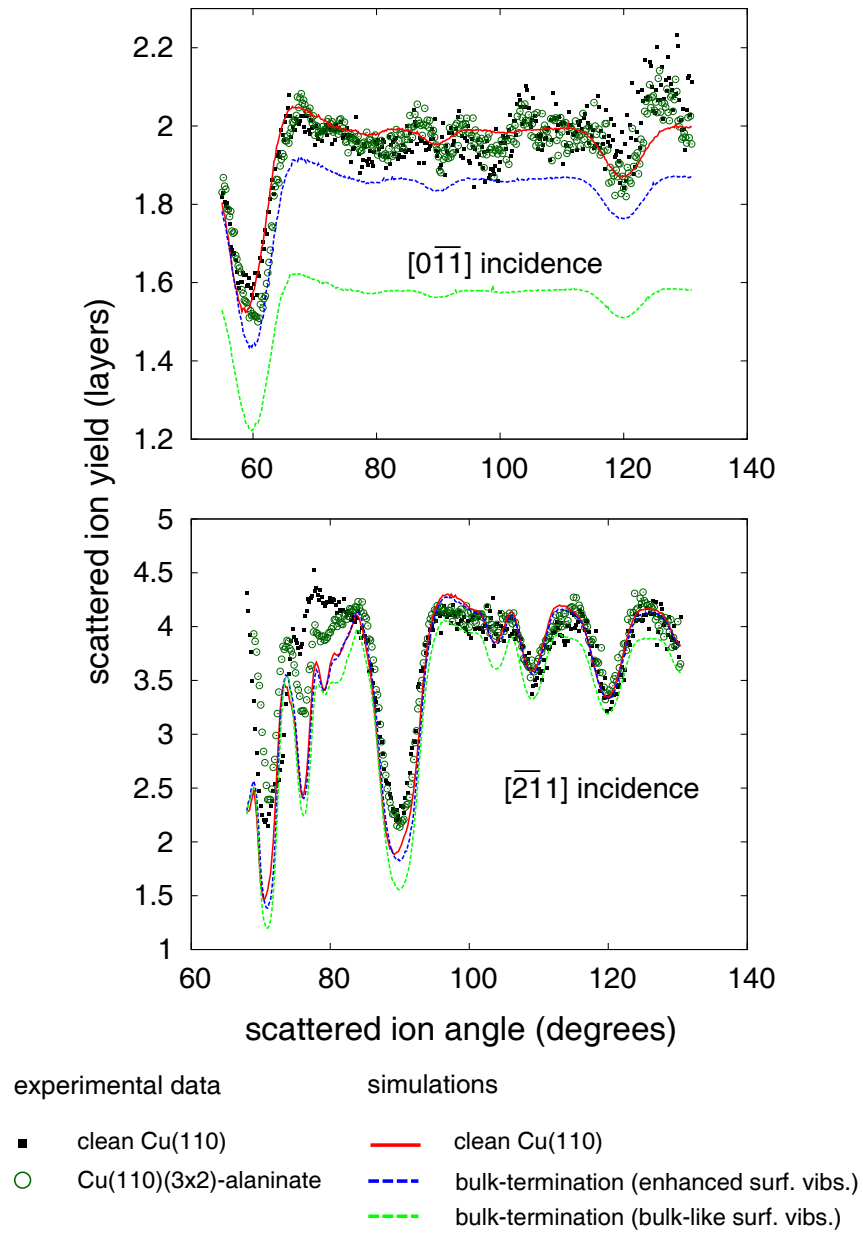 2.2
2
1.8
1.6
1.4
1.2
[0̅1̅1] incidence
60
80
100
120
140
scattered ion yield (layers)
5
4.5
4
3.5
3
2.5
2
1.5
1
[̅211] incidence
60
80
100
120
140
scattered ion angle (degrees)
experimental data
simulations
clean Cu(110)
clean Cu(110)
Cu(110)(3x2)-alaninate
bulk-termination (enhanced surf. vibs.)
bulk-termination (bulk-like surf. vibs.)